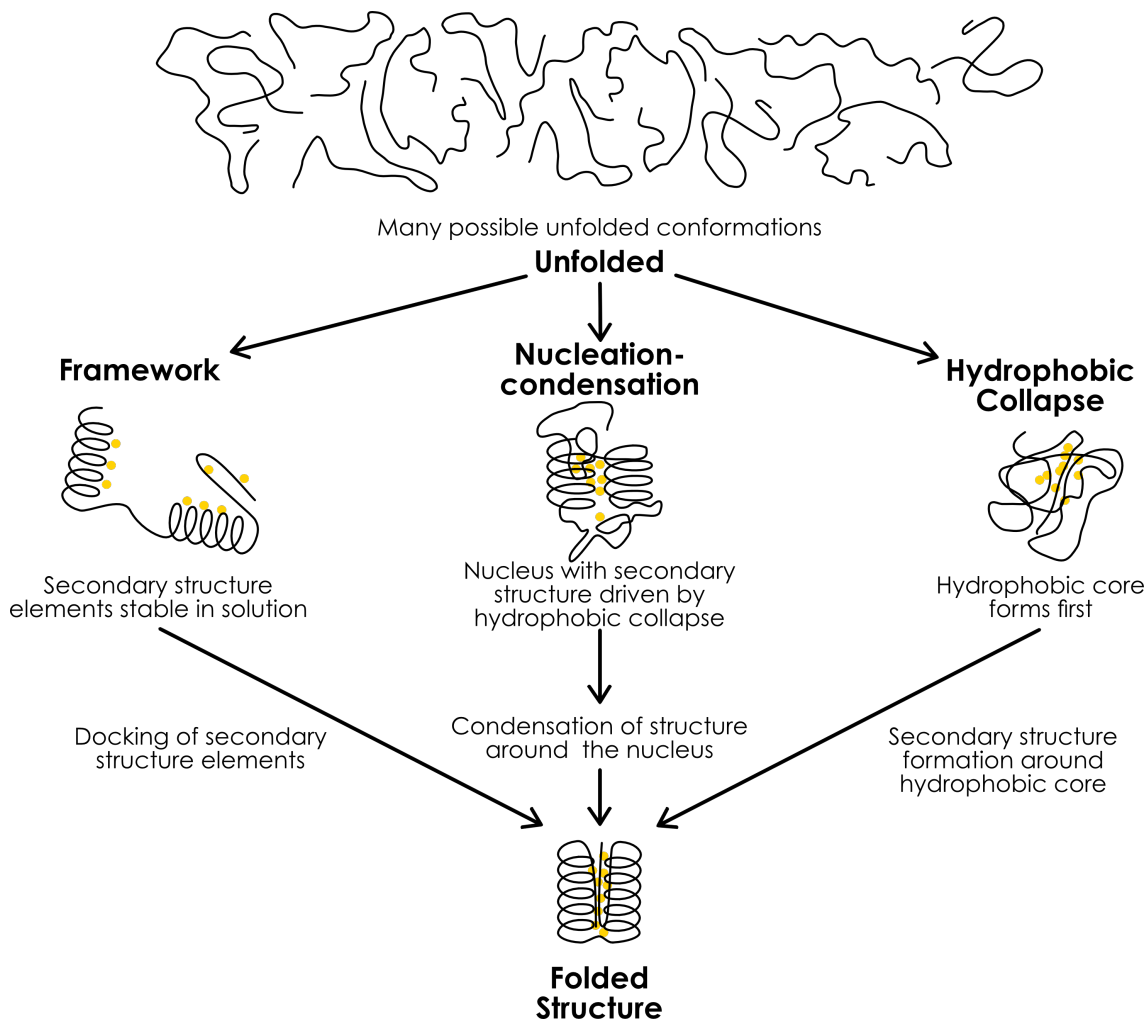 Many possible unfolded conformations
Unfolded
Framework
Nucleation-
condensation
Hydrophobic
Collapse
Secondary structure
elements stable in solution
Nucleus with secondary
structure driven by
hydrophobic collapse
Hydrophobic core
forms first
Docking of secondary
structure elements
Condensation of structure
around  the nucleus
Secondary structure
formation around
hydrophobic core
Folded
Structure